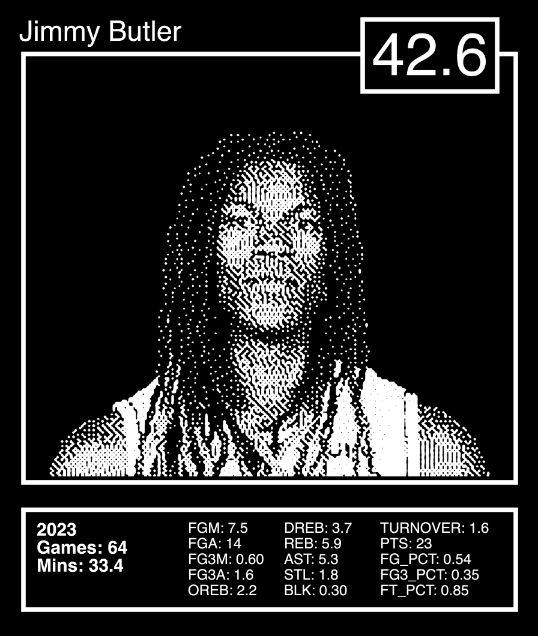 Jimmy Butler
42.6
2023
Games: 64
Mins: 33.4
FGM: 7.5
FGA: 14
FG3M: 0.60
FG3A: 1.6
OREB: 2.2
DREB: 3.7
REB: 5.9
AST: 5.3
STL: 1.8
BLK: 0.30
TURNOVER: 1.6
PTS: 23
FG_PCT: 0.54
FG3_PCT: 0.35
FT_PCT: 0.85